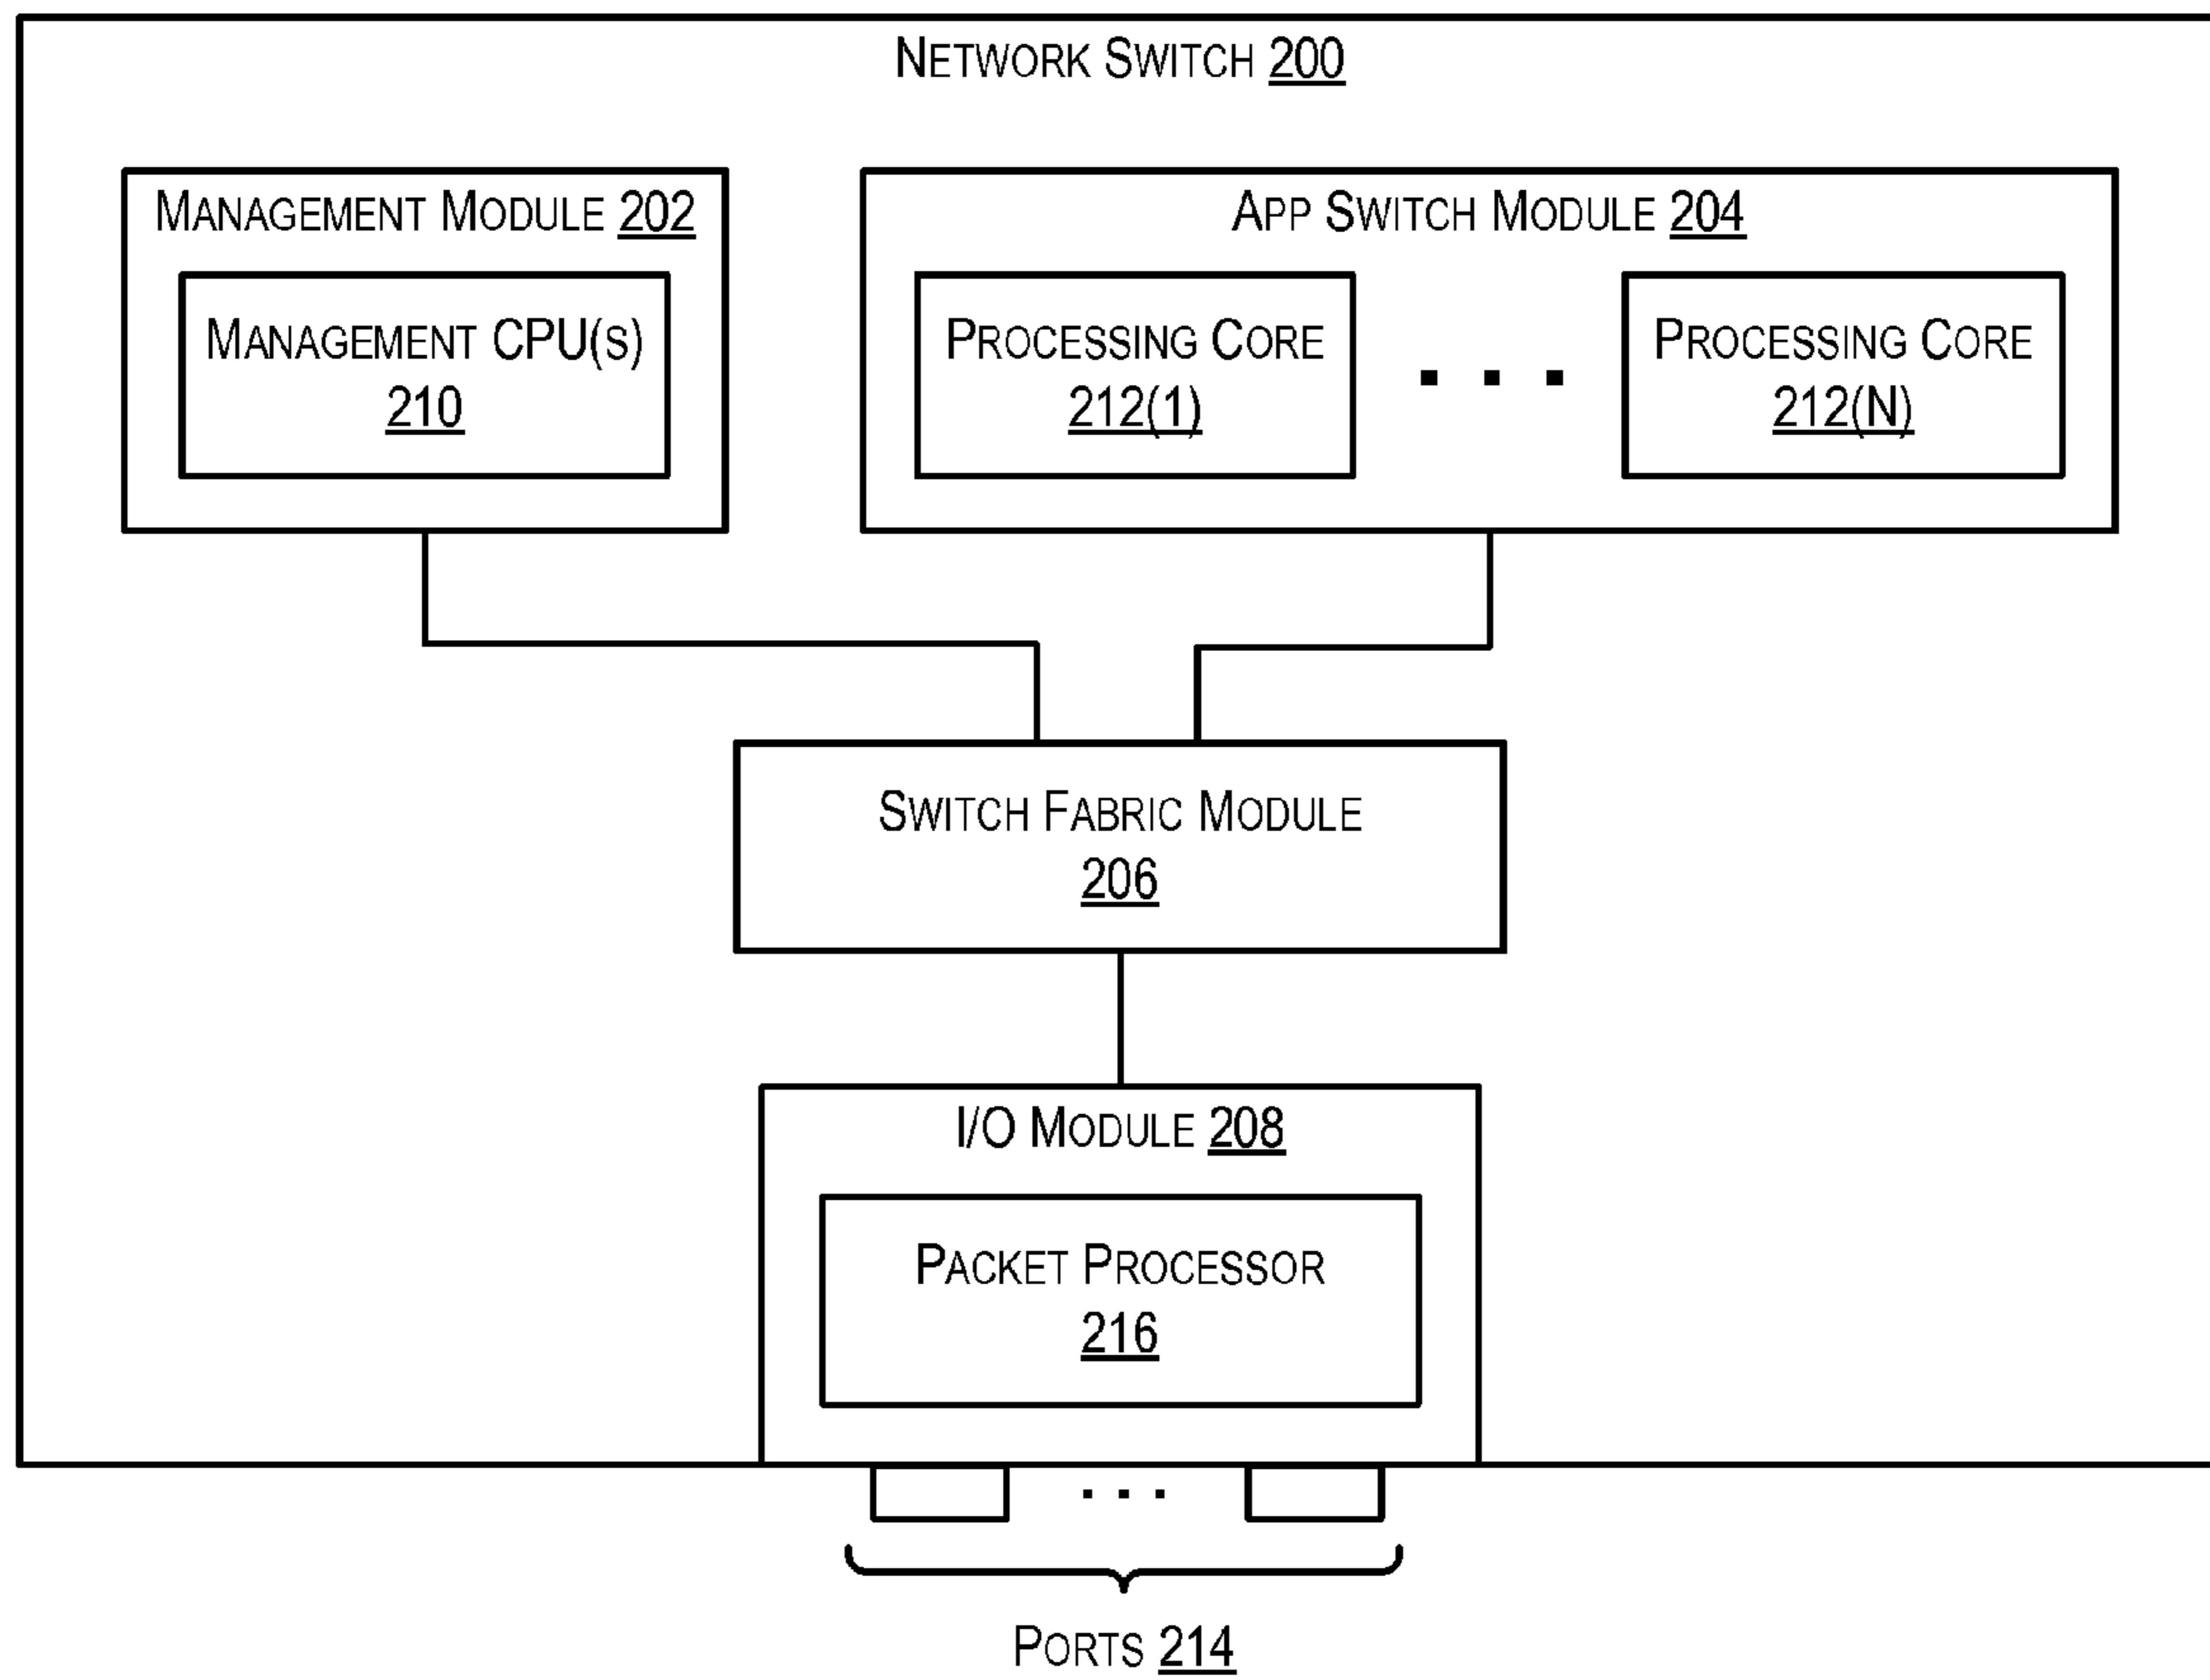 NETWORK SWITCH 200
MANAGEMENT MODULE 202
MANAGEMENT CPU(S)
210
APP SWITCH MODULE 204
PROCESSING CORE
212(1)
PROCESSING CORE
212(N)
SWITCH FABRIC MODULE
206
I/O MODULE 208
PACKET PROCESSOR
216
PORTS 214